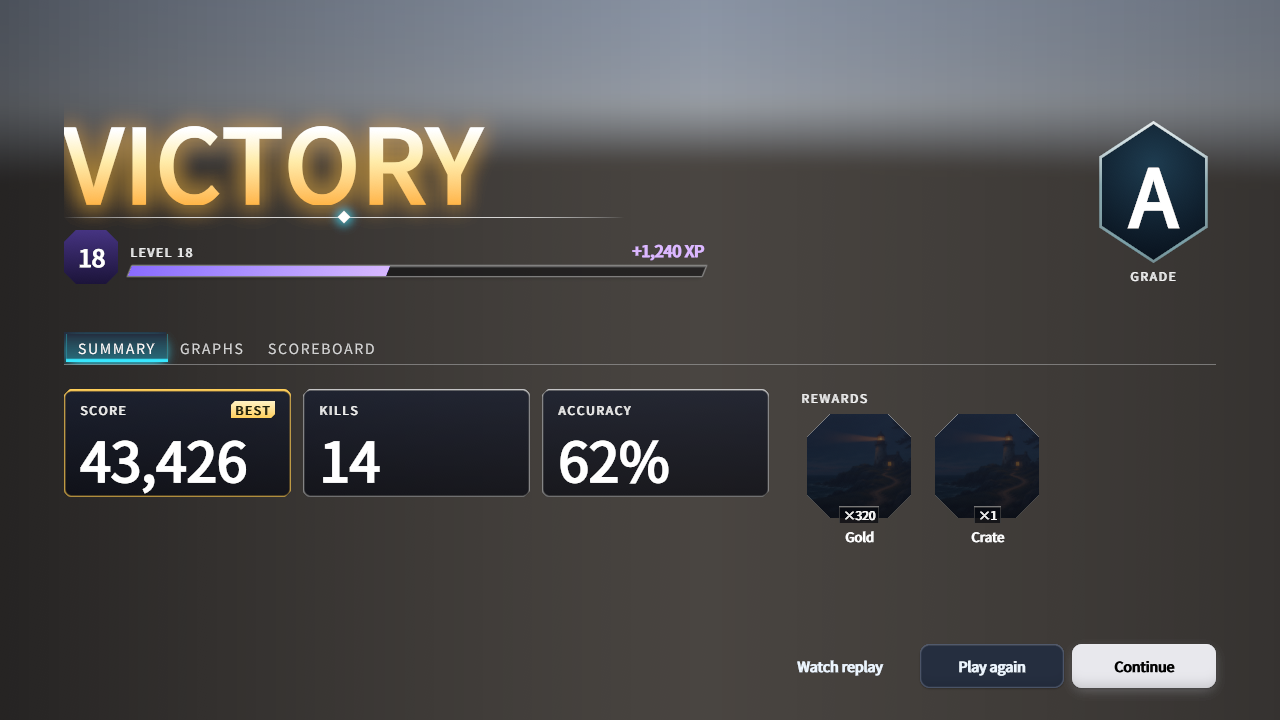 VICTORY
A
GRADE
18
LEVEL 18
+1,240 XP
SUMMARY
GRAPHS
SCOREBOARD
SCORE
BEST
43,426
KILLS
14
ACCURACY
62%
REWARDS
×320
Gold
×1
Crate
Watch replay
Play again
Continue